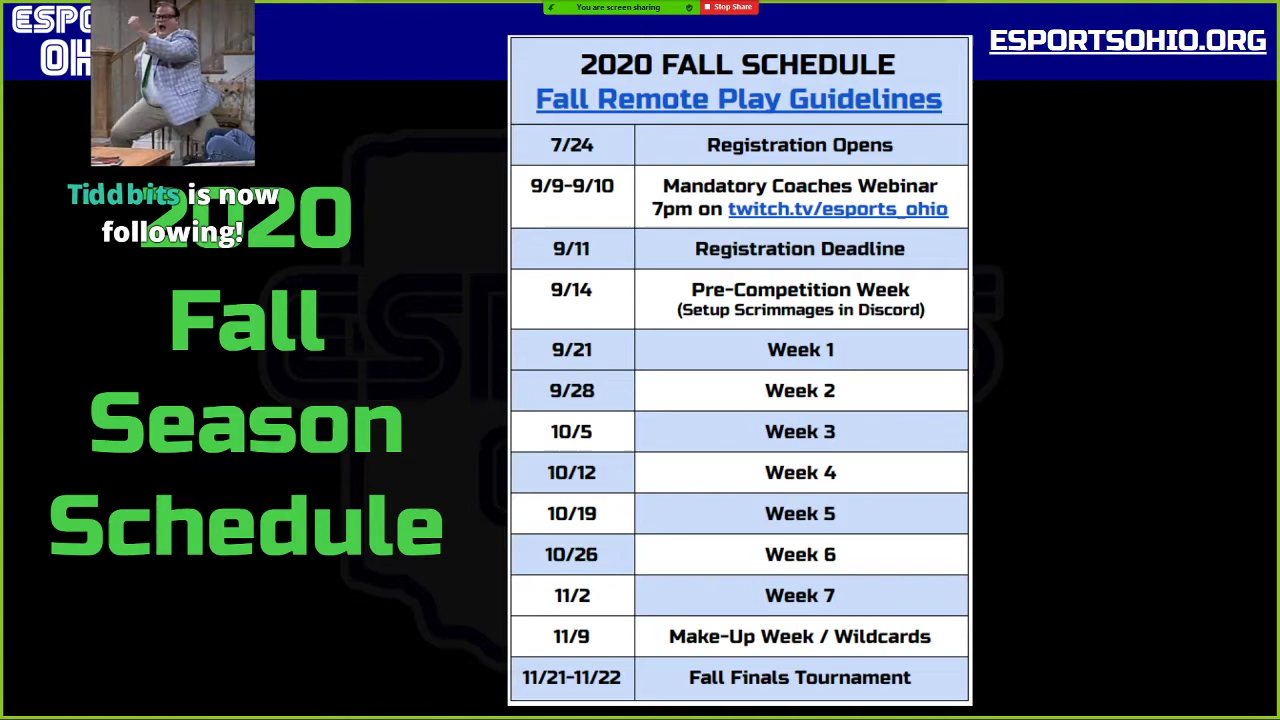 You are screen sharing
Stop Share
ESPO
OH
ESPORTSOHIO.ORG
Tiddbits is now
following!
2020
Fall
Season
Schedule
2020 FALL SCHEDULE
Fall Remote Play Guidelines
7/24 Registration Opens
9/9-9/10 Mandatory Coaches Webinar
7pm on twitch.tv/esports_ohio
9/11 Registration Deadline
9/14 Pre-Competition Week
(Setup Scrimmages in Discord)
9/21 Week 1
9/28 Week 2
10/5 Week 3
10/12 Week 4
10/19 Week 5
10/26 Week 6
11/2 Week 7
11/9 Make-Up Week / Wildcards
11/21-11/22 Fall Finals Tournament